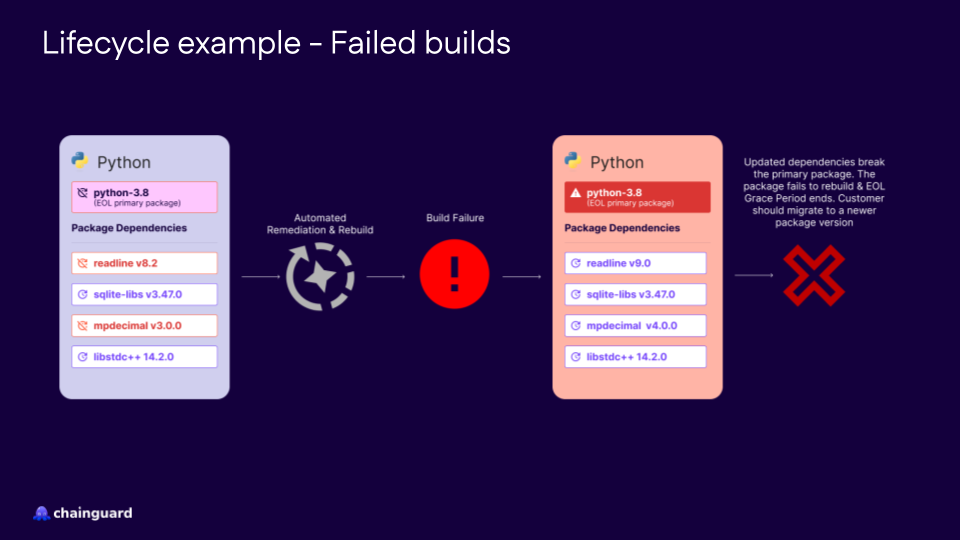 Lifecycle example - Failed builds
Python
python-3.8
(EOL primary package)
Package Dependencies
readline v8.2
sqlite-libs v3.47.0
mpdecimal v3.0.0
libstdc++ 14.2.0
Automated
Remediation & Rebuild
Build Failure
!
Python
python-3.8
(EOL primary package)
Package Dependencies
readline v9.0
sqlite-libs v3.47.0
mpdecimal v4.0.0
libstdc++ 14.2.0
Updated dependencies break
the primary package. The
package fails to rebuild & EOL
Grace Period ends. Customer
should migrate to a newer
package version
chainguard